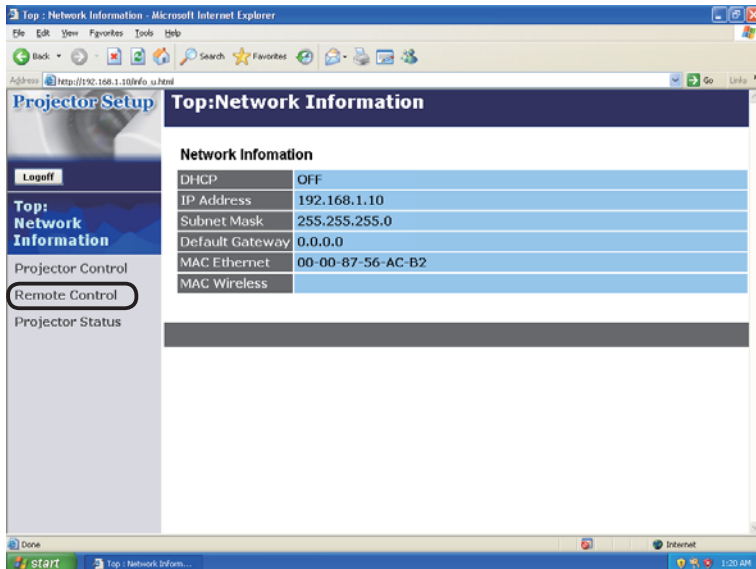 Top : Network Information - Microsoft Internet Explorer
File Edit View Favorites Tools Help
Back Search Favorites
Address http://192.168.1.10/info_u.html Go Links
Projector Setup
Top:Network Information
Logoff
Top:
Network
Information
Projector Control
Remote Control
Projector Status
Network Infomation
DHCP OFF
IP Address 192.168.1.10
Subnet Mask 255.255.255.0
Default Gateway 0.0.0.0
MAC Ethernet 00-00-87-56-AC-B2
MAC Wireless
Done Internet
start Top : Network Inform... 1:20 AM